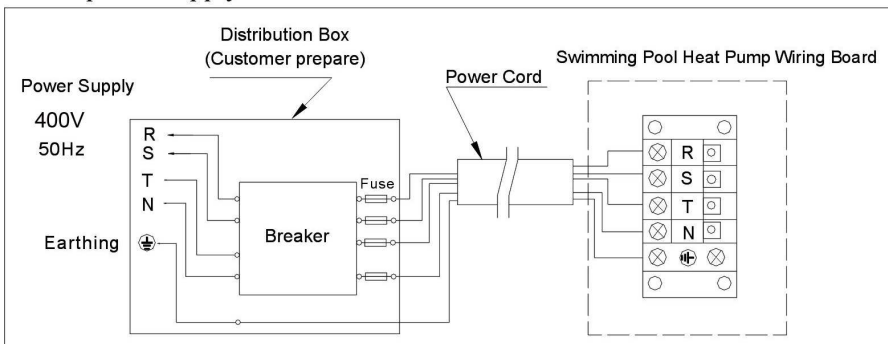 Distribution Box
(Customer prepare)
Power Supply
400V
50Hz
R
S
T
N
Earthing
Breaker
Fuse
Power Cord
Swimming Pool Heat Pump Wiring Board
R
S
T
N